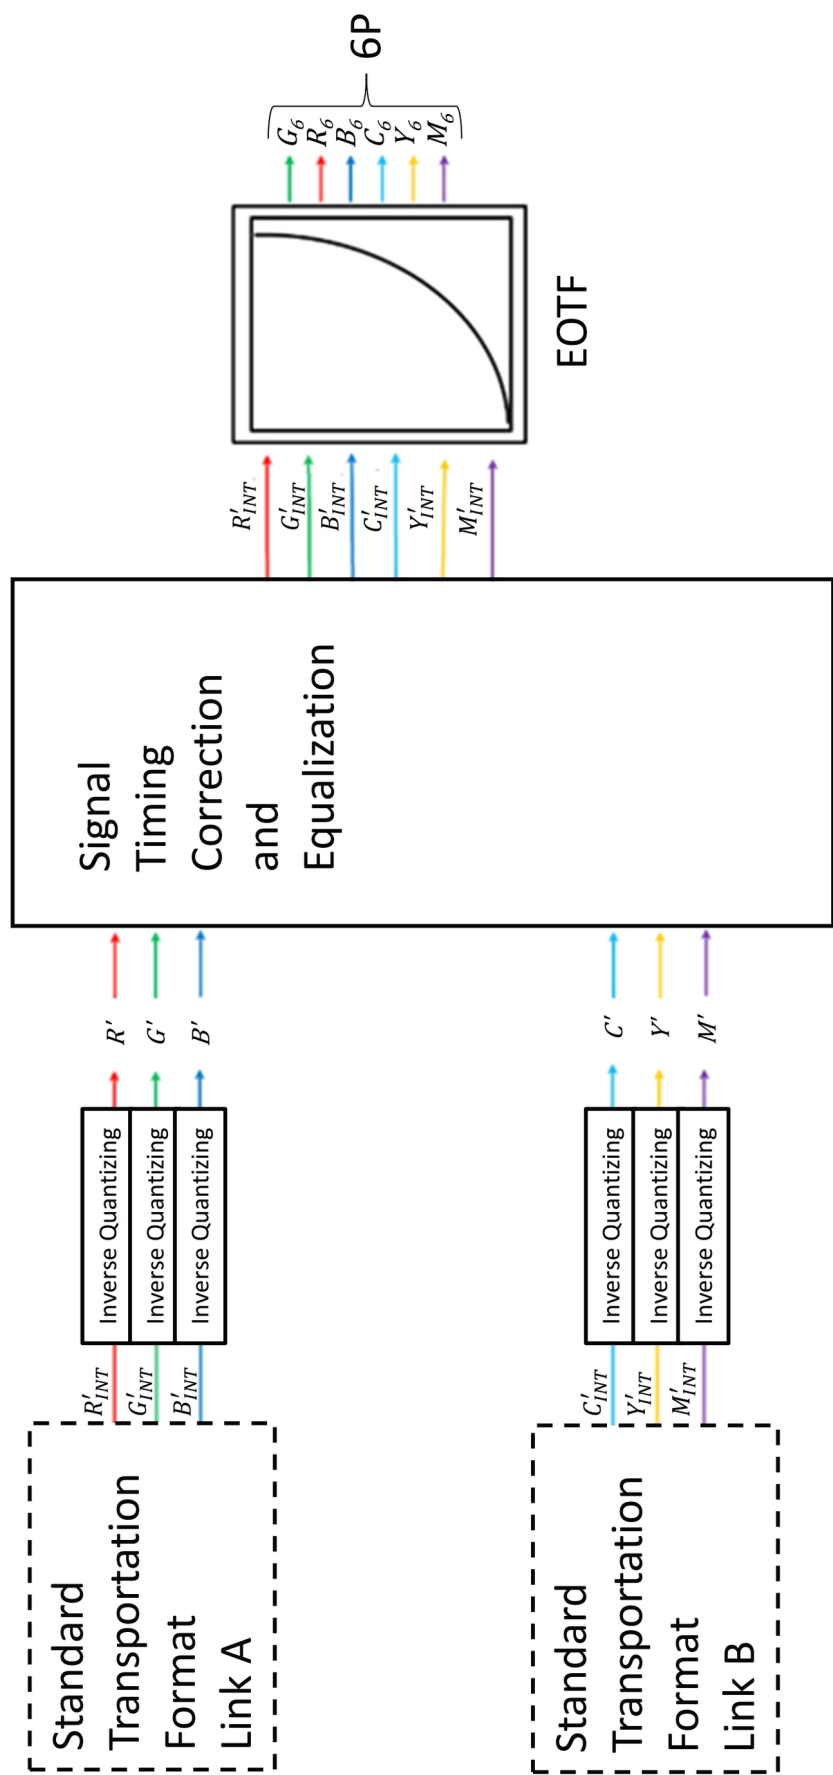 Standard
Transportation
Format
Link A
R'INT
G'INT
B'INT
Inverse Quantizing
Inverse Quantizing
Inverse Quantizing
R'
G'
B'
Standard
Transportation
Format
Link B
C'INT
Y'INT
M'INT
Inverse Quantizing
Inverse Quantizing
Inverse Quantizing
C'
Y'
M'
Signal
Timing
Correction
and
Equalization
R'INT
G'INT
B'INT
C'INT
Y'INT
M'INT
EOTF
G6
R6
B6
C6
Y6
M6
6P